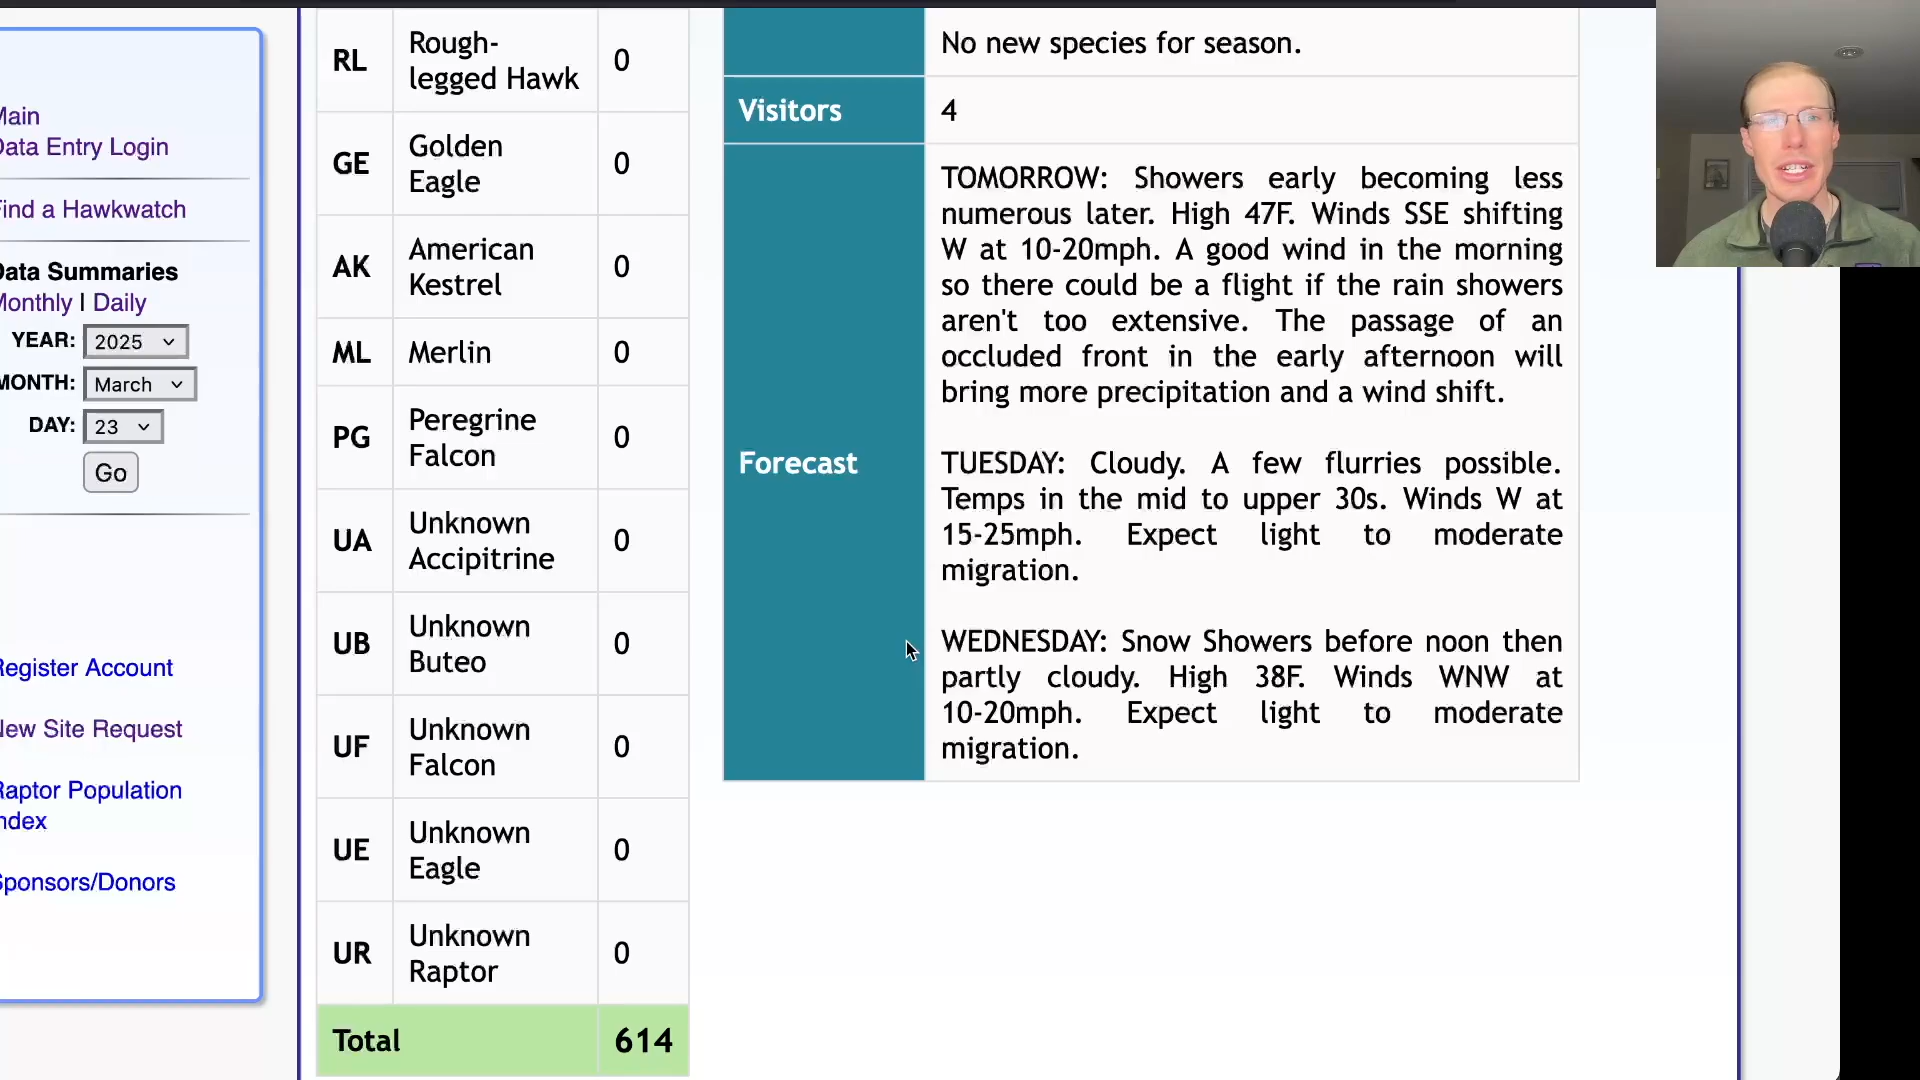 Main
Data Entry Login
Find a Hawkwatch
Data Summaries
Monthly | Daily
YEAR: 2025
MONTH: March
DAY: 23
Go
Register Account
New Site Request
Raptor Population
Index
Sponsors/Donors
RL Rough-
legged Hawk 0
GE Golden
Eagle 0
AK American
Kestrel 0
ML Merlin 0
PG Peregrine
Falcon 0
UA Unknown
Accipitrine 0
UB Unknown
Buteo 0
UF Unknown
Falcon 0
UE Unknown
Eagle 0
UR Unknown
Raptor 0
Total 614
No new species for season.
Visitors 4
Forecast
TOMORROW: Showers early becoming less
numerous later. High 47F. Winds SSE shifting
W at 10-20mph. A good wind in the morning
so there could be a flight if the rain showers
aren't too extensive. The passage of an
occluded front in the early afternoon will
bring more precipitation and a wind shift.
TUESDAY: Cloudy. A few flurries possible.
Temps in the mid to upper 30s. Winds W at
15-25mph. Expect light to moderate
migration.
WEDNESDAY: Snow Showers before noon then
partly cloudy. High 38F. Winds WNW at
10-20mph. Expect light to moderate
migration.